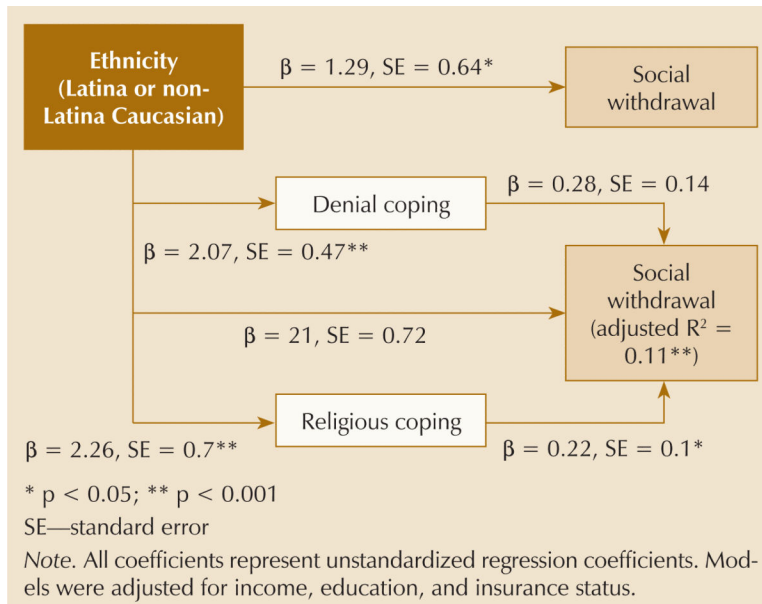 Ethnicity
(Latina or non-
Latina Caucasian)
β = 1.29, SE = 0.64*
Social
withdrawal
Denial coping
β = 0.28, SE = 0.14
β = 2.07, SE = 0.47**
Social
withdrawal
(adjusted R² =
0.11**)
β = 21, SE = 0.72
Religious coping
β = 2.26, SE = 0.7**
β = 0.22, SE = 0.1*
* p < 0.05; ** p < 0.001
SE—standard error
Note. All coefficients represent unstandardized regression coefficients. Mod-
els were adjusted for income, education, and insurance status.